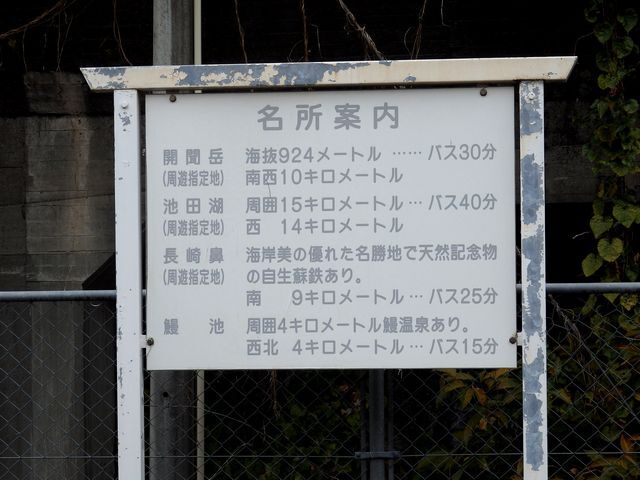 名所案内
開聞岳 海抜924メートル……バス30分
(周遊指定地) 南西10キロメートル
池田湖 周囲15キロメートル…バス40分
(周遊指定地) 西 14キロメートル
長崎鼻 海岸美の優れた名勝地で天然記念物
(周遊指定地) の自生蘇鉄あり。
南 9キロメートル…バス25分
鰻池 周囲4キロメートル鰻温泉あり。
西北 4キロメートル…バス15分